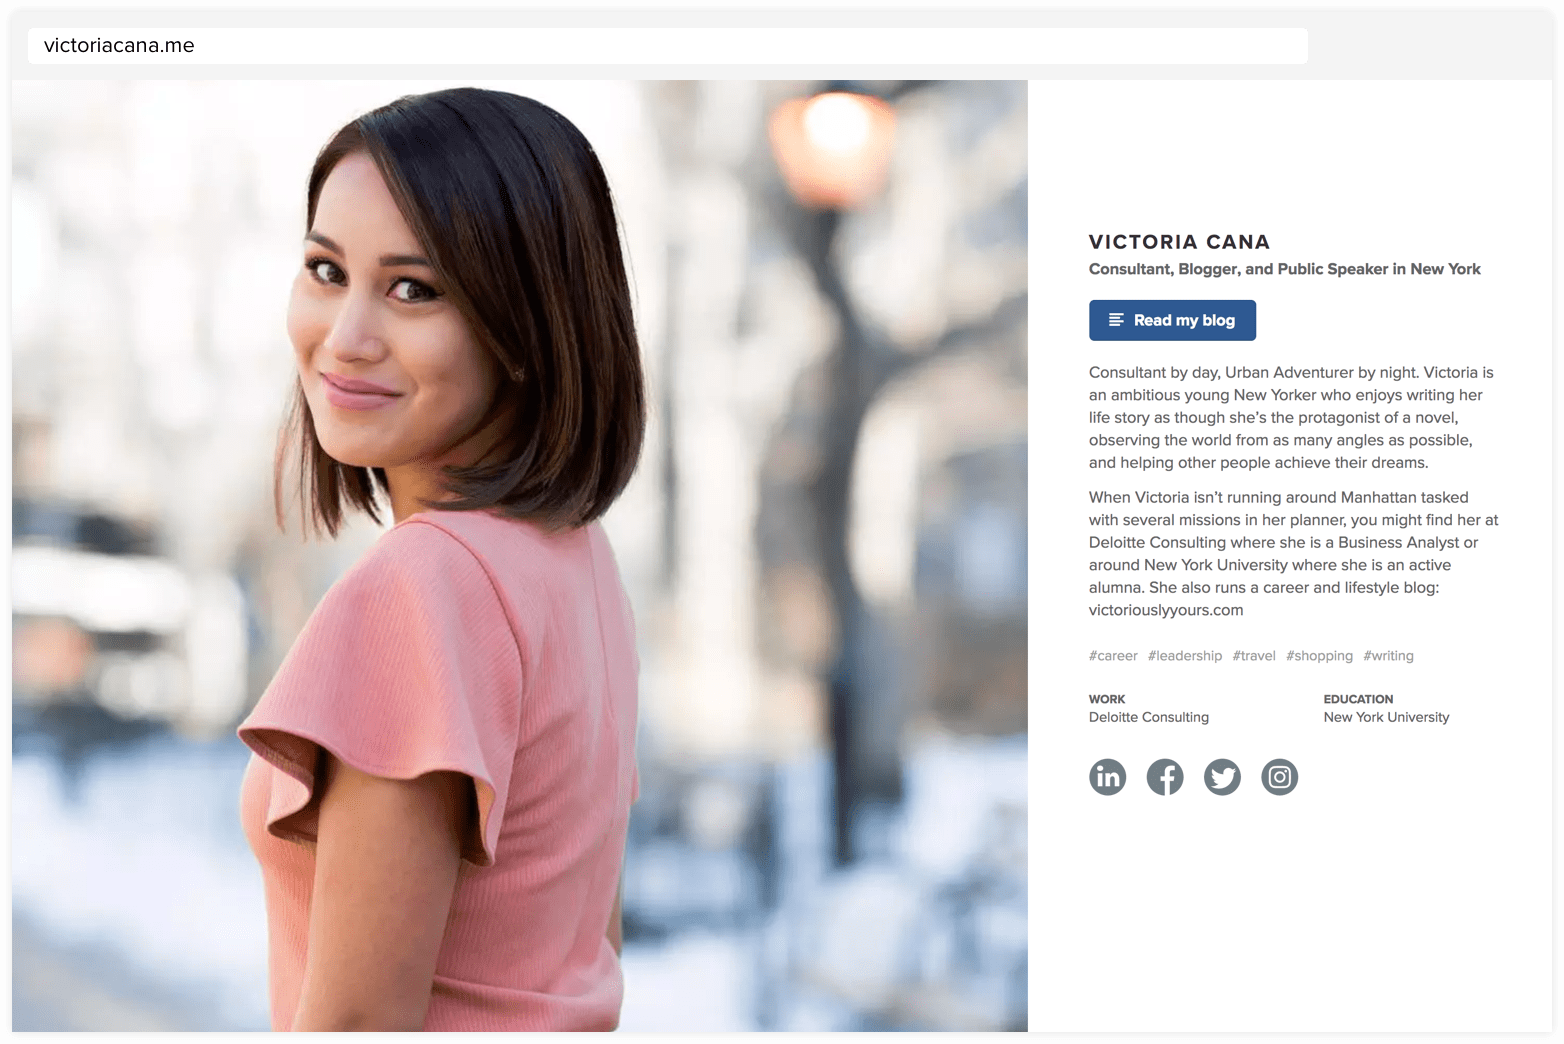 victoriacana.me
VICTORIA CANA
Consultant, Blogger, and Public Speaker in New York
Read my blog
Consultant by day, Urban Adventurer by night. Victoria is
an ambitious young New Yorker who enjoys writing her
life story as though she’s the protagonist of a novel,
observing the world from as many angles as possible,
and helping other people achieve their dreams.
When Victoria isn’t running around Manhattan tasked
with several missions in her planner, you might find her at
Deloitte Consulting where she is a Business Analyst or
around New York University where she is an active
alumna. She also runs a career and lifestyle blog:
victoriouslyyours.com
#career #leadership #travel #shopping #writing
WORK
Deloitte Consulting
EDUCATION
New York University
in